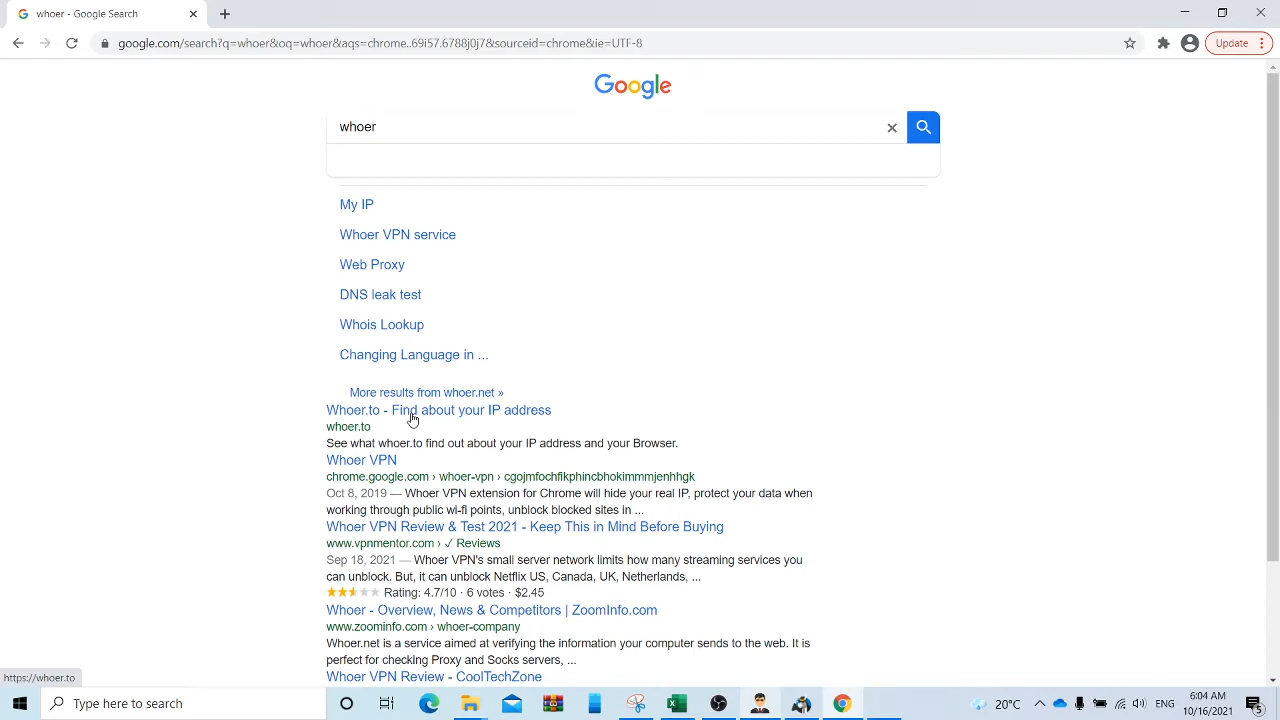 whoer - Google Search
Update
google.com/search?q=whoer&oq=whoer&aqs=chrome..69i57.6788j0j7&sourceid=chrome&ie=UTF-8
Google
whoer
My IP
Whoer VPN service
Web Proxy
DNS leak test
Whois Lookup
Changing Language in ...
More results from whoer.net »
Whoer.to - Find about your IP address
whoer.to
See what whoer.to find out about your IP address and your Browser.
Whoer VPN
chrome.google.com › whoer-vpn › cgojmfochfikphincbhokimmmjenhhgk
Oct 8, 2019 — Whoer VPN extension for Chrome will hide your real IP, protect your data when
working through public wi-fi points, unblock blocked sites in ...
Whoer VPN Review & Test 2021 - Keep This in Mind Before Buying
www.vpnmentor.com › ✓ Reviews
Sep 18, 2021 — Whoer VPN's small server network limits how many streaming services you
can unblock. But, it can unblock Netflix US, Canada, UK, Netherlands, ...
Rating: 4.7/10 · 6 votes · $2.45
Whoer - Overview, News & Competitors | ZoomInfo.com
www.zoominfo.com › whoer-company
Whoer.net is a service aimed at verifying the information your computer sends to the web. It is
perfect for checking Proxy and Socks servers, ...
Whoer VPN Review - CoolTechZone
https://whoer.to
Type here to search
20°C
ENG
6:04 AM
10/16/2021
5